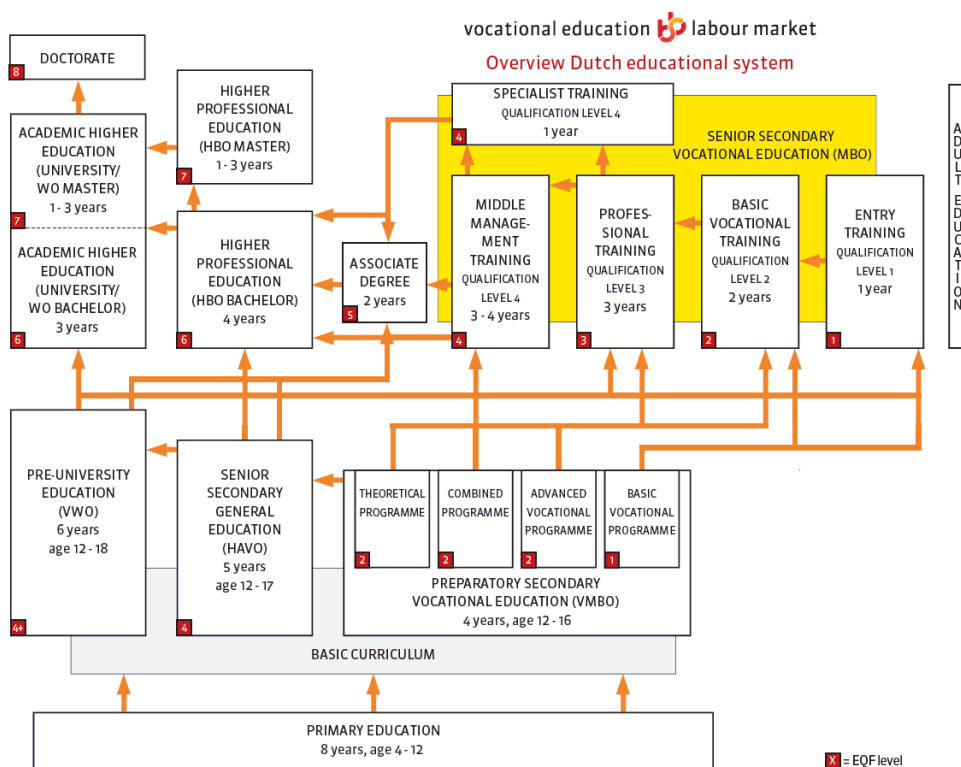 vocational education labour market
Overview Dutch educational system
DOCTORATE
8
HIGHER
PROFESSIONAL
EDUCATION
(HBO MASTER)
1 - 3 years
7
ACADEMIC HIGHER
EDUCATION
(UNIVERSITY/
WO MASTER)
1 - 3 years
7
ACADEMIC HIGHER
EDUCATION
(UNIVERSITY/
WO BACHELOR)
3 years
6
HIGHER
PROFESSIONAL
EDUCATION
(HBO BACHELOR)
4 years
6
ASSOCIATE
DEGREE
2 years
5
SPECIALIST TRAINING
QUALIFICATION LEVEL 4
1 year
4
SENIOR SECONDARY
VOCATIONAL EDUCATION (MBO)
MIDDLE
MANAGE-
MENT
TRAINING
QUALIFICATION
LEVEL 4
3 - 4 years
4
PROFES-
SIONAL
TRAINING
QUALIFICATION
LEVEL 3
3 years
3
BASIC
VOCATIONAL
TRAINING
QUALIFICATION
LEVEL 2
2 years
2
ENTRY
TRAINING
QUALIFICATION
LEVEL 1
1 year
1
ADULT EDUCATION
PRE-UNIVERSITY
EDUCATION
(VWO)
6 years
age 12 - 18
4+
SENIOR
SECONDARY
GENERAL
EDUCATION
(HAVO)
5 years
age 12 - 17
4
THEORETICAL
PROGRAMME
2
COMBINED
PROGRAMME
2
ADVANCED
VOCATIONAL
PROGRAMME
2
BASIC
VOCATIONAL
PROGRAMME
1
PREPARATORY SECONDARY
VOCATIONAL EDUCATION (VMBO)
4 years, age 12 - 16
BASIC CURRICULUM
PRIMARY EDUCATION
8 years, age 4 - 12
X = EQF level